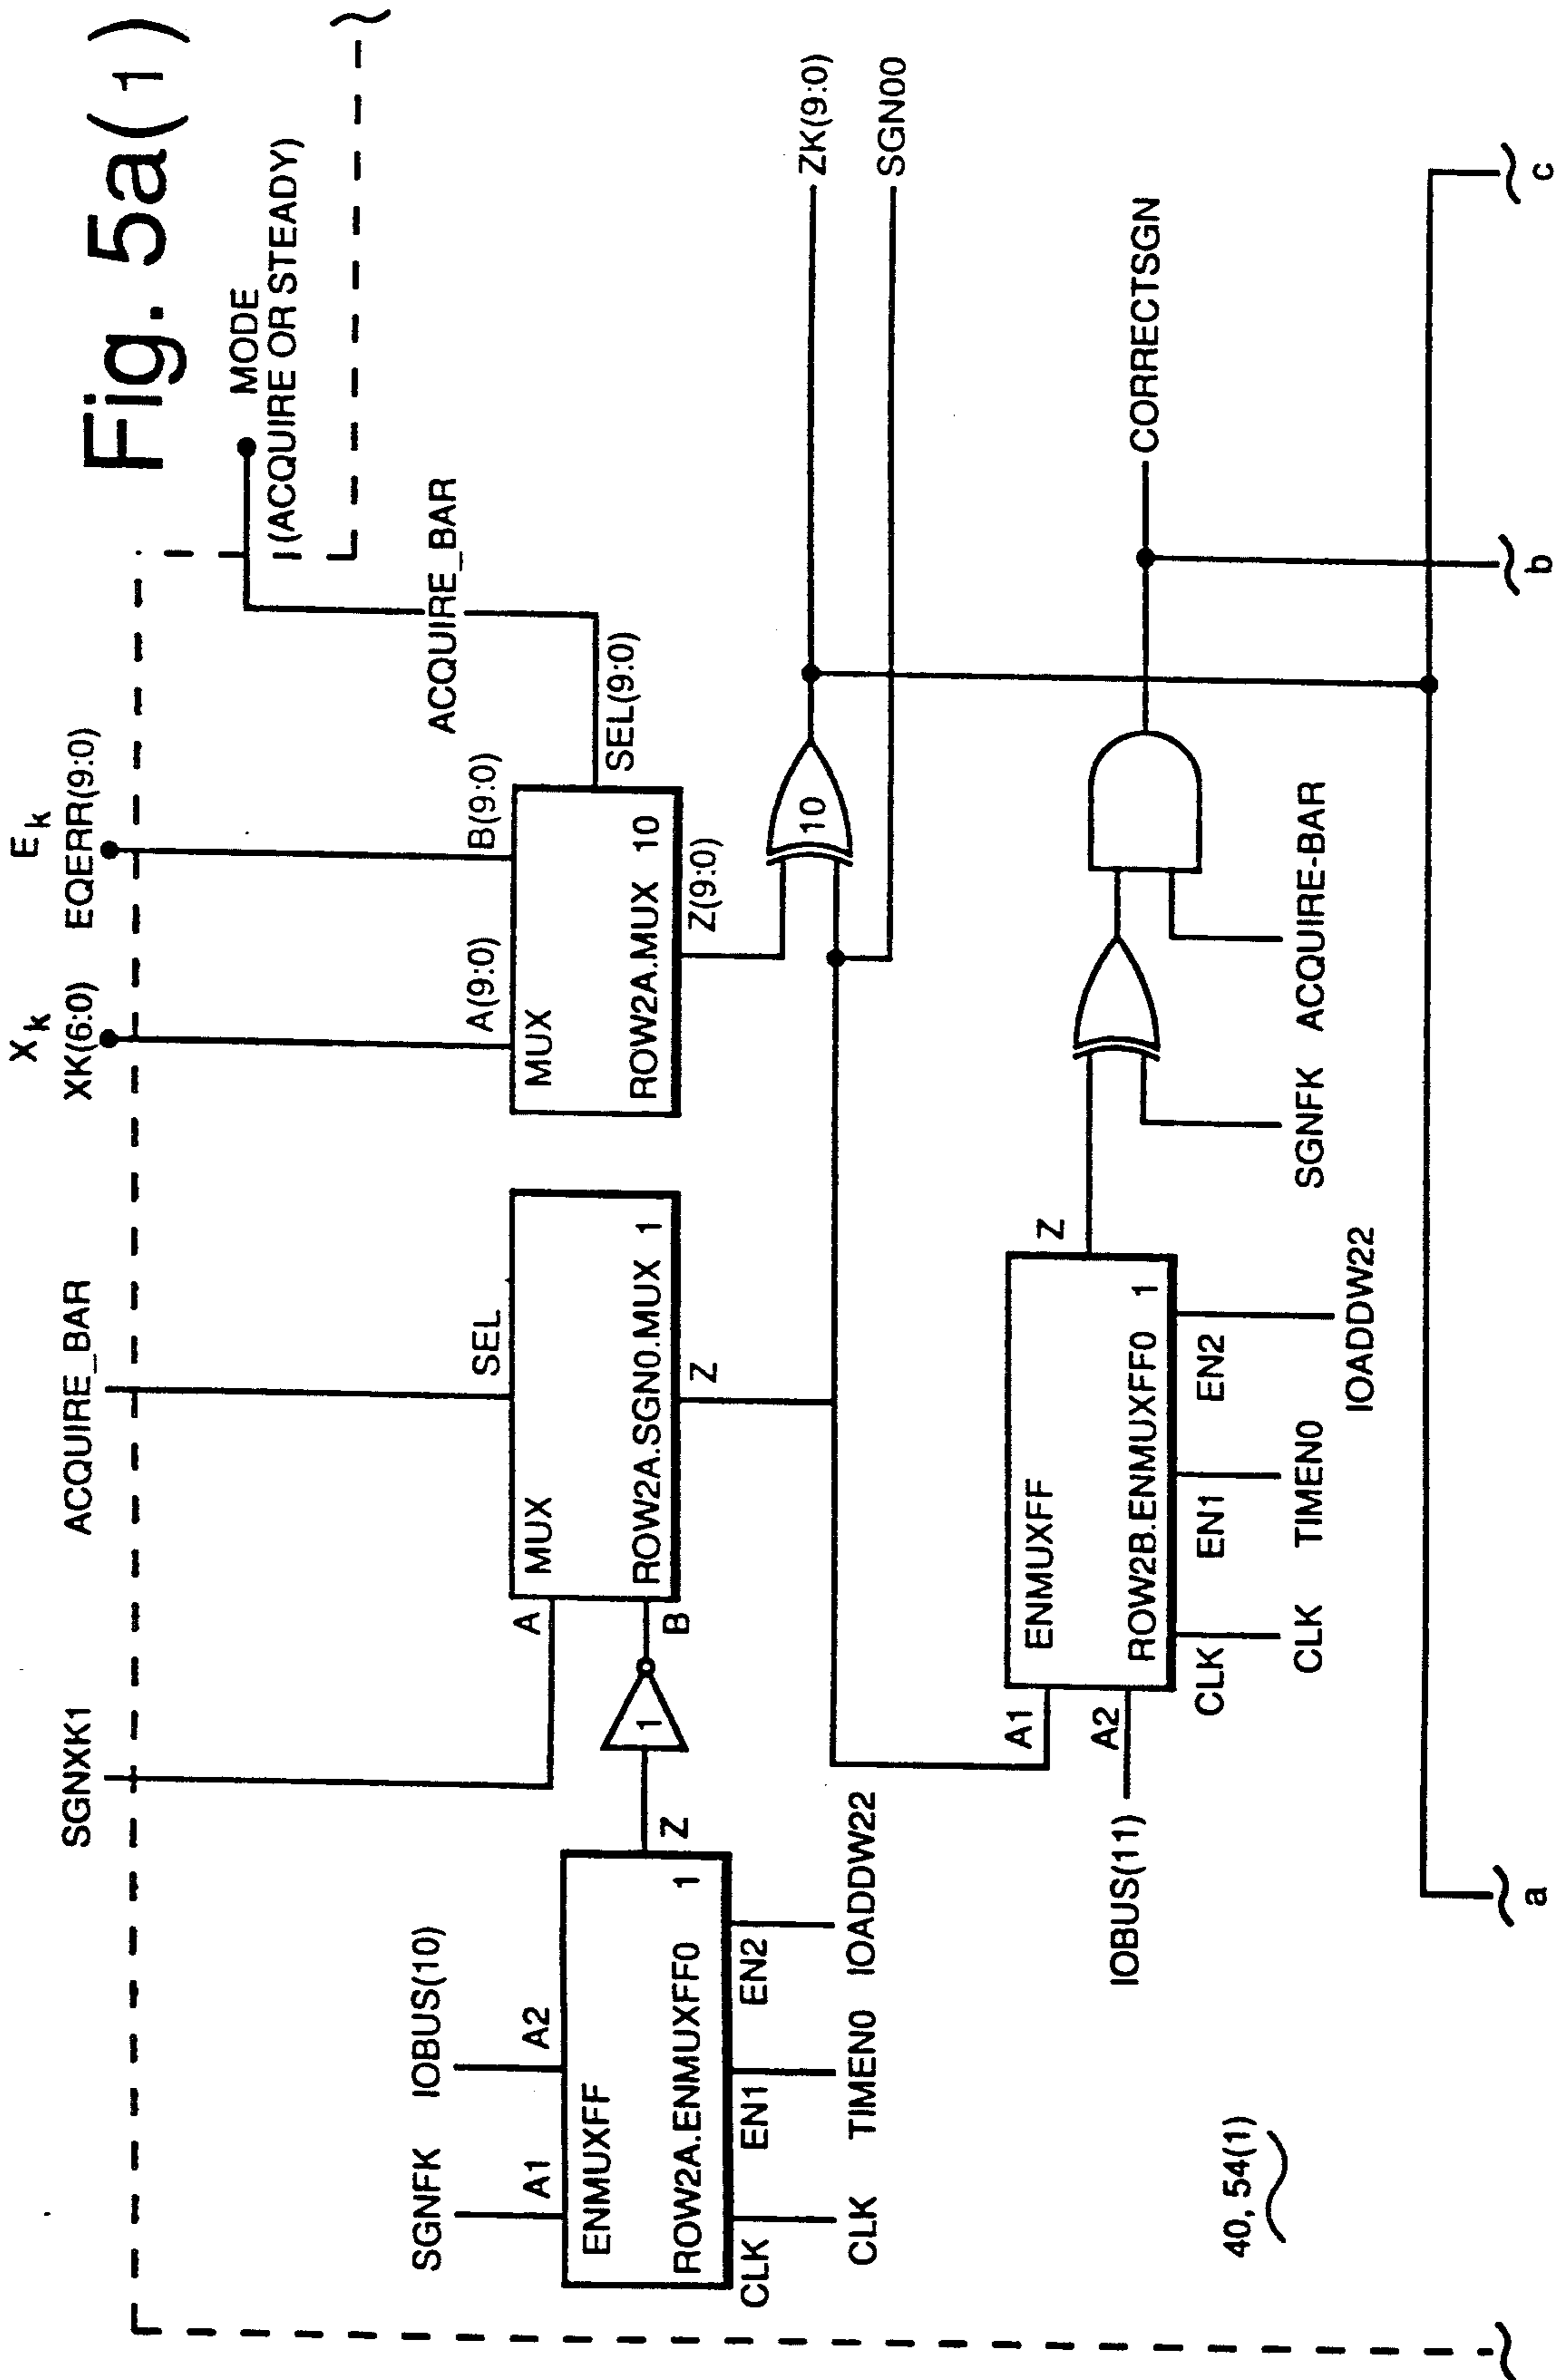 Fig. 5a(1)
X_k
E_k
SGNXK1
ACQUIRE_BAR
XK(6:0)
EQERR(9:0)
MODE
(ACQUIRE OR STEADY)
SGNFK
IOBUS(10)
A1
A2
ENMUXFF
ROW2A.ENMUXFF0 1
CLK
EN1
EN2
CLK
TIMEN0
IOADDW22
Z
1
A
B
SEL
MUX
ROW2A.SGN0.MUX 1
Z
A(9:0)
B(9:0)
MUX
ROW2A.MUX 10
SEL(9:0)
ACQUIRE_BAR
Z(9:0)
10
ZK(9:0)
SGN00
IOBUS(11)
A1
A2
ENMUXFF
ROW2B.ENMUXFF0 1
Z
CLK
EN1
EN2
CLK
TIMEN0
IOADDW22
SGNFK
ACQUIRE-BAR
CORRECTSGN
40, 54(1)
a
b
c